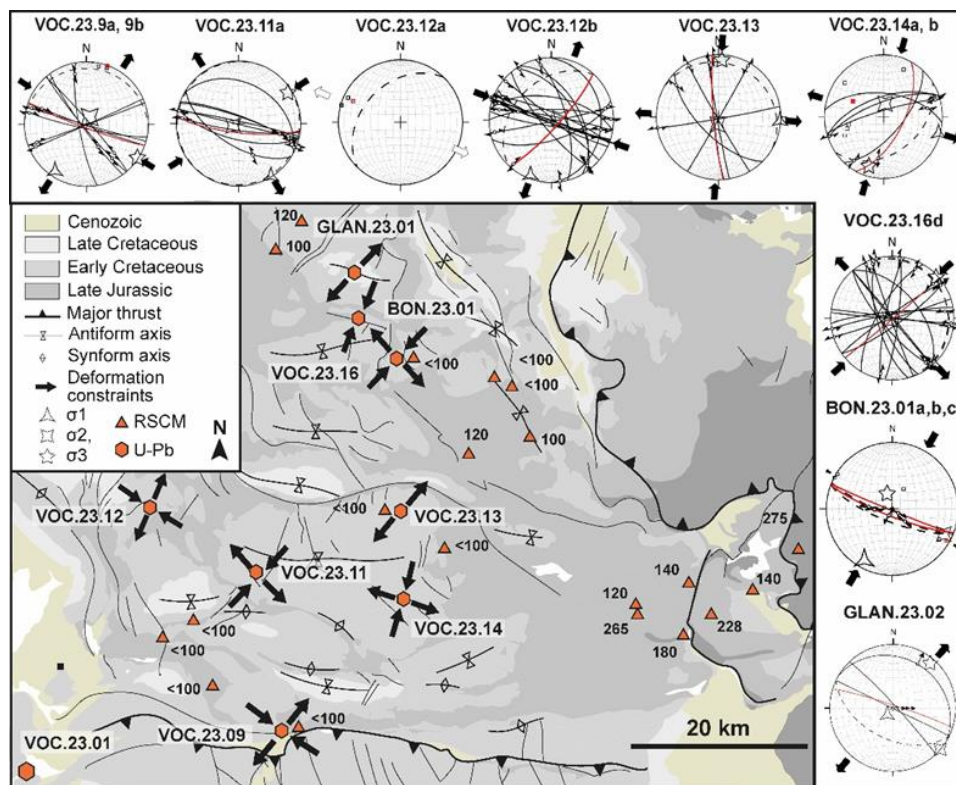 VOC.23.9a, 9b
VOC.23.11a
VOC.23.12a
VOC.23.12b
VOC.23.13
VOC.23.14a, b
N
N
N
N
N
N
Cenozoic
Late Cretaceous
Early Cretaceous
Late Jurassic
Major thrust
Antiform axis
Synform axis
Deformation
constraints
σ1
σ2,
σ3
RSCM
U-Pb
N
120
100
GLAN.23.01
BON.23.01
<100
<100
<100
VOC.23.16
100
120
VOC.23.12
<100
VOC.23.13
<100
VOC.23.11
VOC.23.14
275
140
140
120
265
228
180
<100
<100
<100
<100
VOC.23.09
VOC.23.01
20 km
VOC.23.16d
N
BON.23.01a,b,c
N
GLAN.23.02
N